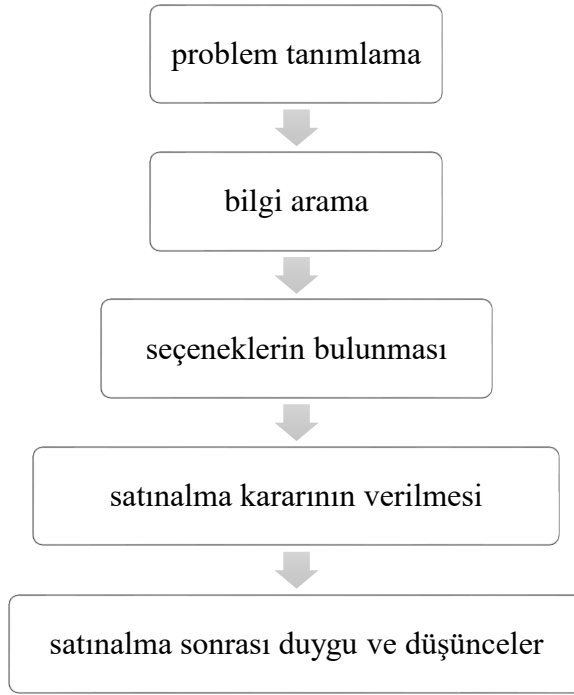 problem tanımlama
bilgi arama
seçeneklerin bulunması
satınalma kararının verilmesi
satınalma sonrası duygu ve düşünceler